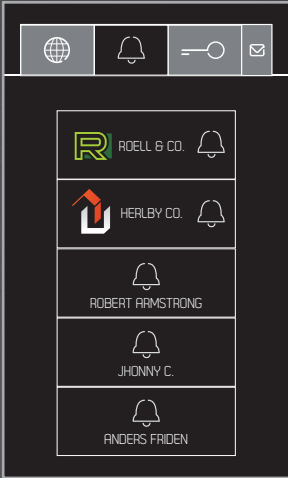 ROELL & CO.
HERLBY CO.
ROBERT ARMSTRONG
JHONNY C.
ANDERS FRIDEN